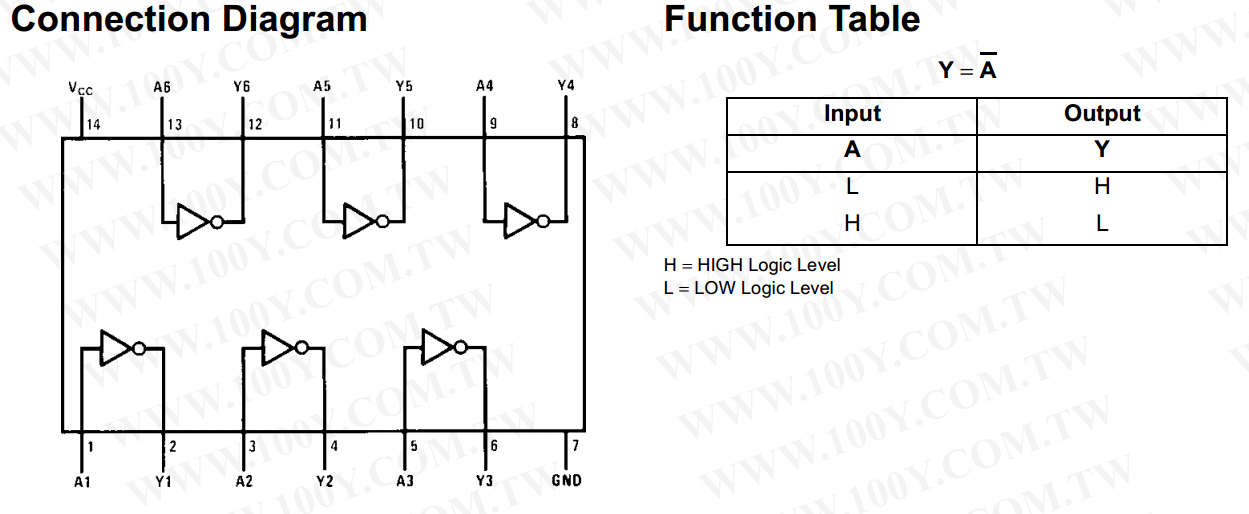 Connection Diagram
VCC A6 Y6 A5 Y5 A4 Y4
14 13 12 11 10 9 8
1 2 3 4 5 6 7
A1 Y1 A2 Y2 A3 Y3 GND
Function Table
Y = A̅
Input Output
A Y
L H
H L
H = HIGH Logic Level
L = LOW Logic Level
WWW.100Y.COM.TW